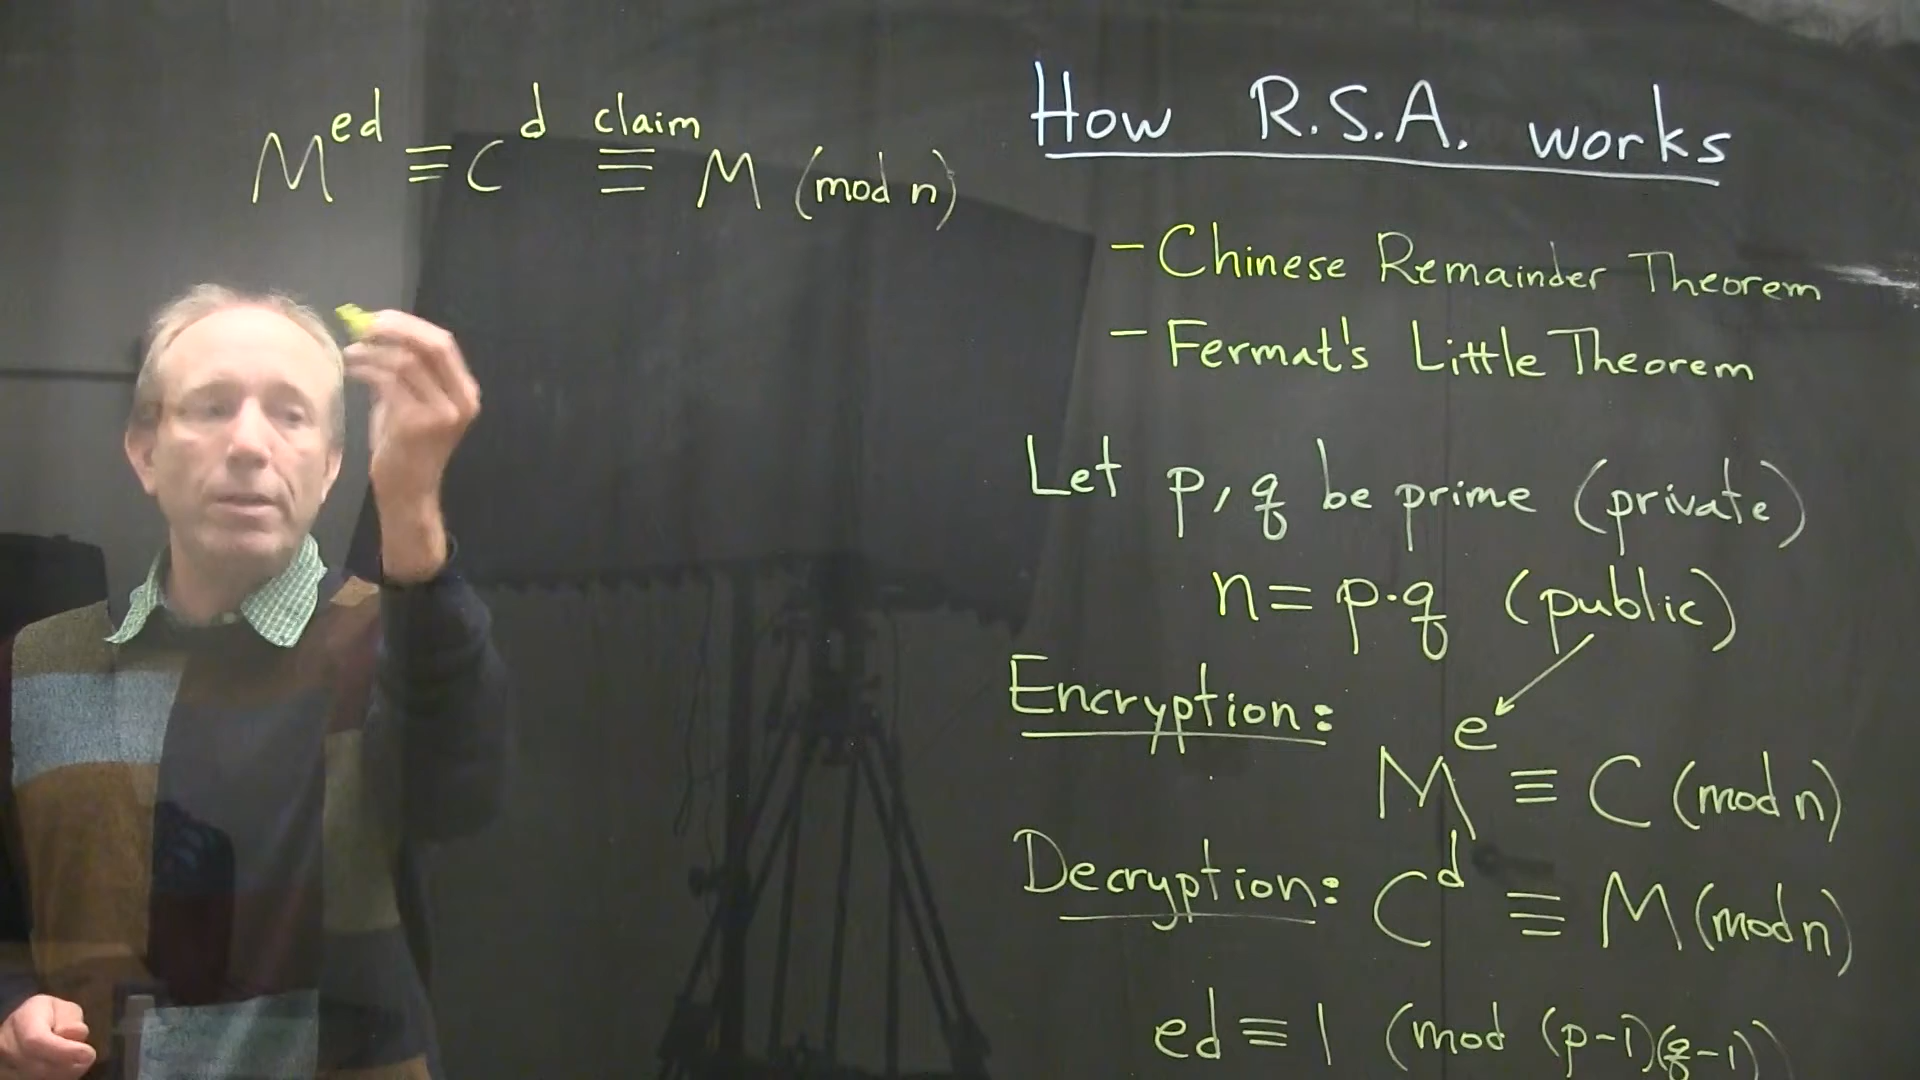 M^ed ≡ C^d ≡^claim M (mod n)
How R.S.A. works
- Chinese Remainder Theorem
- Fermat's Little Theorem
Let p, q be prime (private)
n = p·q (public)
Encryption:
M^e ≡ C (mod n)
Decryption: C^d ≡ M (mod n)
ed ≡ 1 (mod (p-1)(q-1))